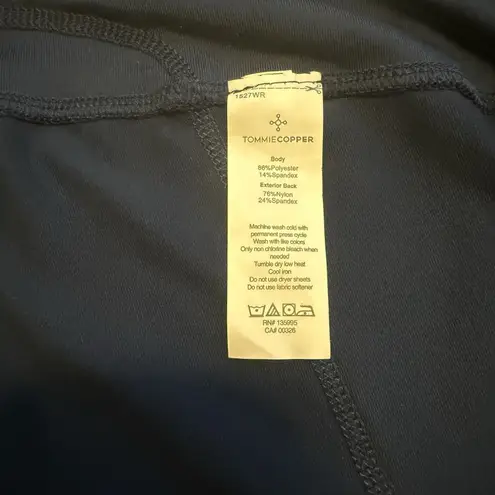 1527WR
TOMMIECOPPER
Body
86%Polyester
14%Spandex
Exterior Back
76%Nylon
24%Spandex
Machine wash cold with
permanent press cycle
Wash with like colors
Only non chlorine bleach when
needed
Tumble dry low heat
Cool iron
Do not use dryer sheets
Do not use fabric softener
RN# 135995
CA# 00326